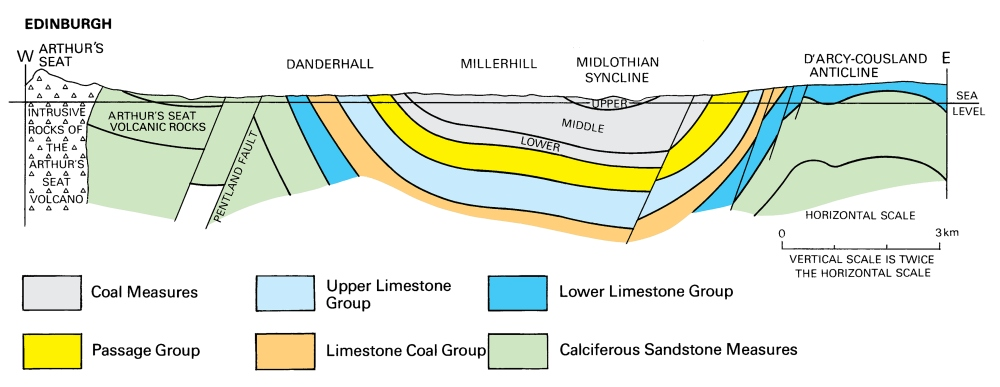 EDINBURGH
W
ARTHUR'S
SEAT
DANDERHALL
MILLERHILL
MIDLOTHIAN
SYNCLINE
D'ARCY-COUSLAND
ANTICLINE
E
SEA
LEVEL
INTRUSIVE
ROCKS OF
THE
ARTHUR'S
SEAT
VOLCANO
ARTHUR'S SEAT
VOLCANIC ROCKS
PENTLAND FAULT
UPPER
MIDDLE
LOWER
HORIZONTAL SCALE
0 3 km
VERTICAL SCALE IS TWICE
THE HORIZONTAL SCALE
Coal Measures
Upper Limestone
Group
Lower Limestone Group
Passage Group
Limestone Coal Group
Calciferous Sandstone Measures